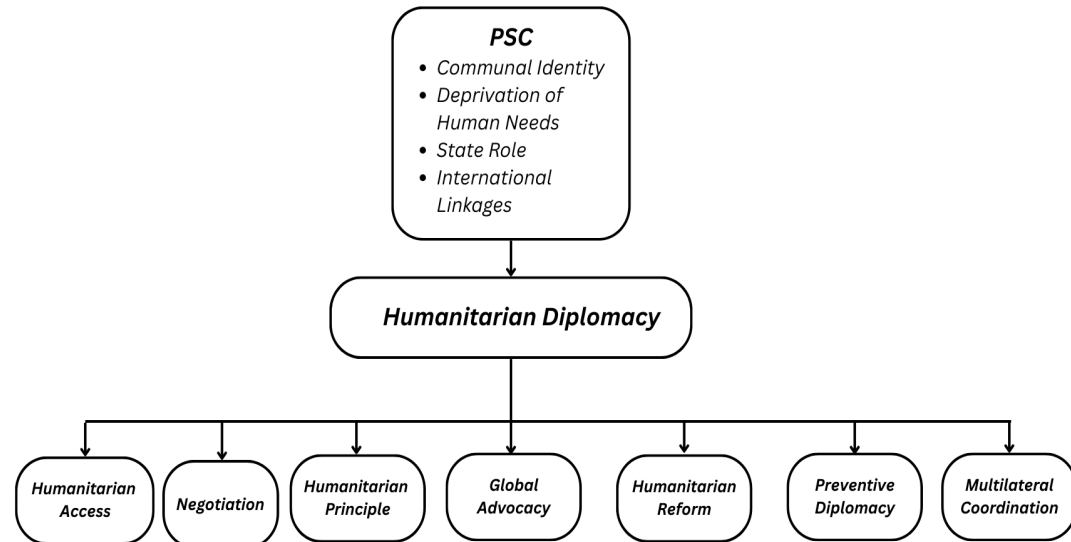 PSC
• Communal Identity
• Deprivation of
Human Needs
• State Role
• International
Linkages
Humanitarian Diplomacy
Humanitarian
Access
Negotiation
Humanitarian
Principle
Global
Advocacy
Humanitarian
Reform
Preventive
Diplomacy
Multilateral
Coordination